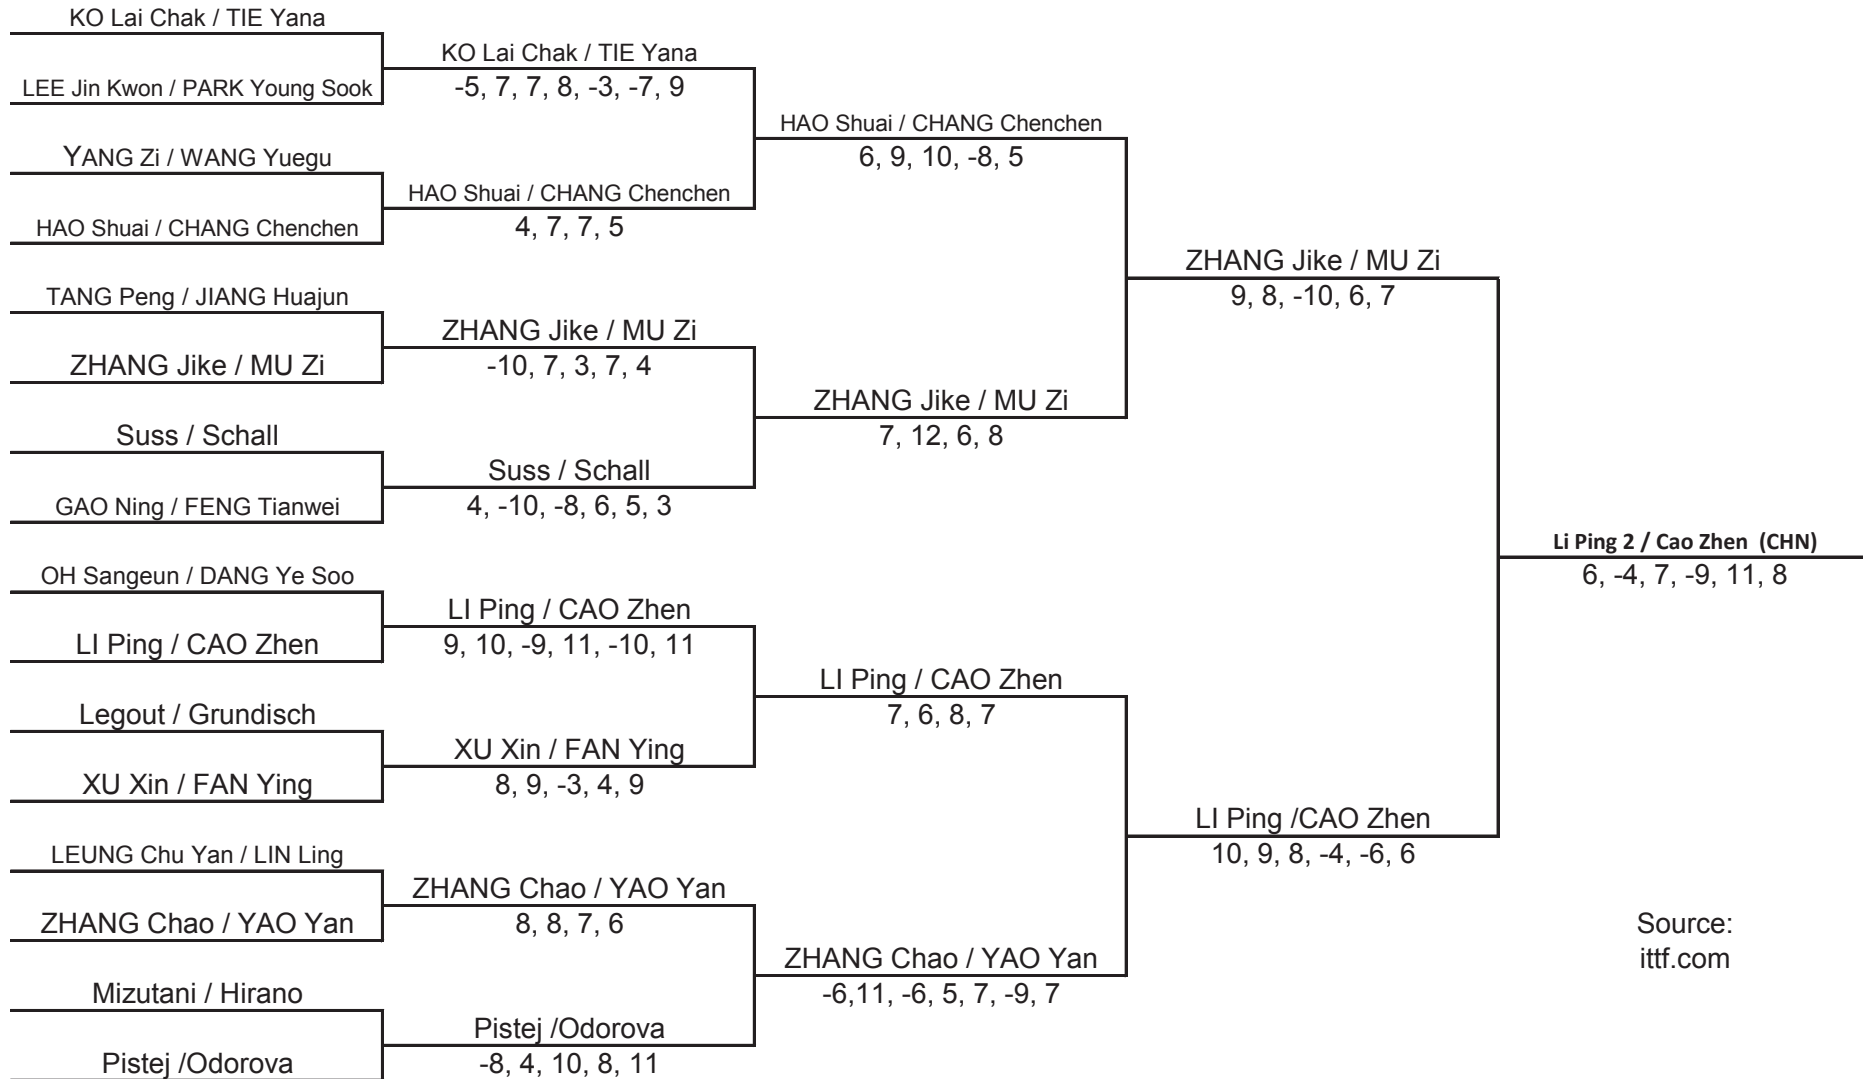 KO Lai Chak / TIE Yana
LEE Jin Kwon / PARK Young Sook
YANG Zi / WANG Yuegu
HAO Shuai / CHANG Chenchen
TANG Peng / JIANG Huajun
ZHANG Jike / MU Zi
Suss / Schall
GAO Ning / FENG Tianwei
OH Sangeun / DANG Ye Soo
LI Ping / CAO Zhen
Legout / Grundisch
XU Xin / FAN Ying
LEUNG Chu Yan / LIN Ling
ZHANG Chao / YAO Yan
Mizutani / Hirano
Pistej /Odorova
KO Lai Chak / TIE Yana
-5, 7, 7, 8, -3, -7, 9
HAO Shuai / CHANG Chenchen
4, 7, 7, 5
ZHANG Jike / MU Zi
-10, 7, 3, 7, 4
Suss / Schall
4, -10, -8, 6, 5, 3
LI Ping / CAO Zhen
9, 10, -9, 11, -10, 11
XU Xin / FAN Ying
8, 9, -3, 4, 9
ZHANG Chao / YAO Yan
8, 8, 7, 6
Pistej /Odorova
-8, 4, 10, 8, 11
HAO Shuai / CHANG Chenchen
6, 9, 10, -8, 5
ZHANG Jike / MU Zi
7, 12, 6, 8
LI Ping / CAO Zhen
7, 6, 8, 7
ZHANG Chao / YAO Yan
-6,11, -6, 5, 7, -9, 7
ZHANG Jike / MU Zi
9, 8, -10, 6, 7
LI Ping /CAO Zhen
10, 9, 8, -4, -6, 6
Li Ping 2 / Cao Zhen (CHN)
6, -4, 7, -9, 11, 8
Source:
ittf.com